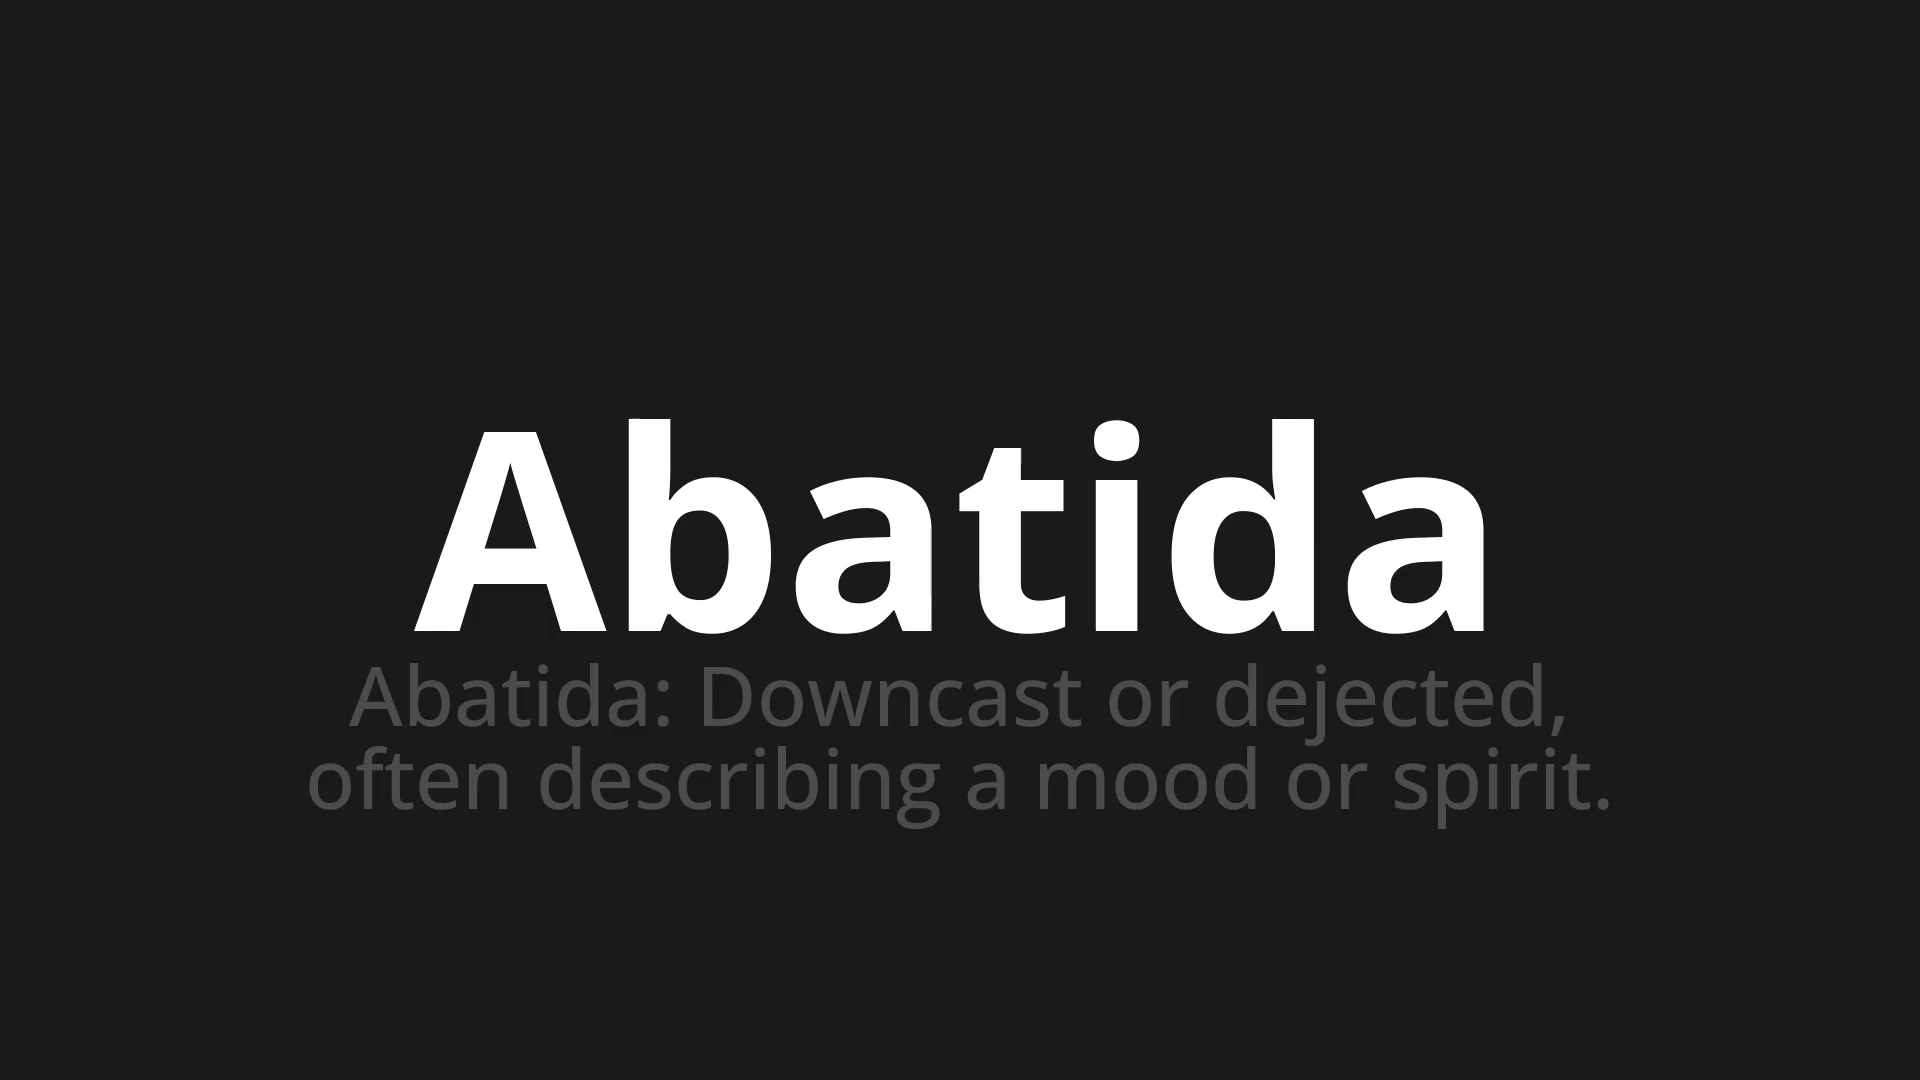 Abatida
Abatida: Downcast or dejected,
often describing a mood or spirit.